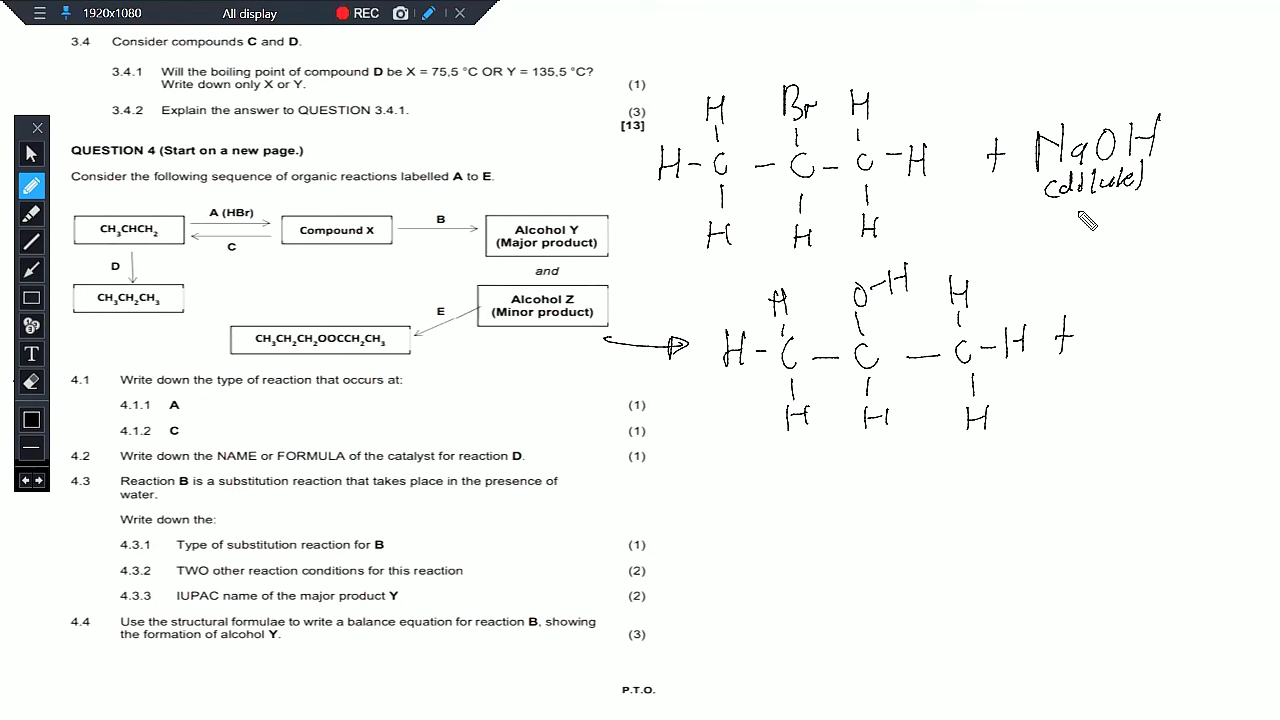 1920x1080 All display REC
3.4 Consider compounds C and D.
3.4.1 Will the boiling point of compound D be X = 75,5 °C OR Y = 135,5 °C?
Write down only X or Y. (1)
3.4.2 Explain the answer to QUESTION 3.4.1. (3)
[13]
QUESTION 4 (Start on a new page.)
Consider the following sequence of organic reactions labelled A to E.
A (HBr)
B
CH₃CHCH₂
Compound X
Alcohol Y
(Major product)
C
D
and
CH₃CH₂CH₃
Alcohol Z
(Minor product)
E
CH₃CH₂CH₂OOCCH₂CH₃
4.1 Write down the type of reaction that occurs at:
4.1.1 A (1)
4.1.2 C (1)
4.2 Write down the NAME or FORMULA of the catalyst for reaction D. (1)
4.3 Reaction B is a substitution reaction that takes place in the presence of
water.
Write down the:
4.3.1 Type of substitution reaction for B (1)
4.3.2 TWO other reaction conditions for this reaction (2)
4.3.3 IUPAC name of the major product Y (2)
4.4 Use the structural formulae to write a balance equation for reaction B, showing
the formation of alcohol Y. (3)
P.T.O.
T
H Br H
H - C - C - C - H + NaOH
H H H
H O - H H
H - C - C - C - H +
H H H